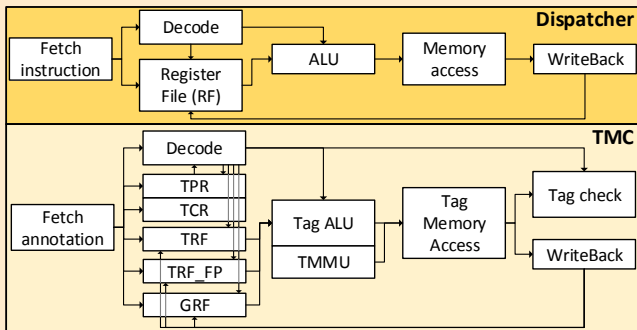 Dispatcher
Fetch
instruction
Decode
Register
File (RF)
ALU
Memory
access
WriteBack
TMC
Fetch
annotation
Decode
TPR
TCR
TRF
TRF_FP
GRF
Tag ALU
TMMU
Tag
Memory
Access
Tag check
WriteBack